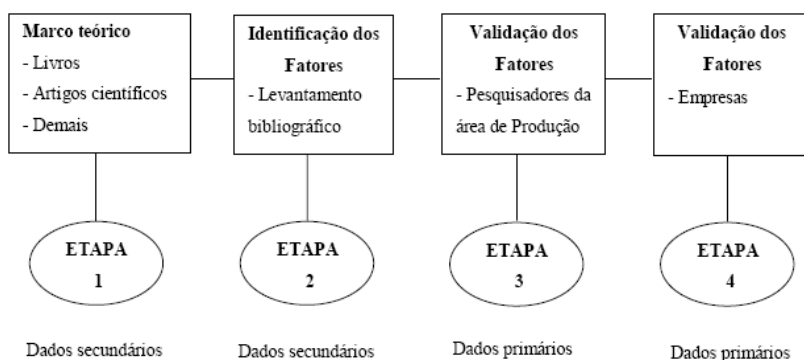 Marco teórico
- Livros
- Artigos científicos
- Demais
Identificação dos
Fatores
- Levantamento
bibliográfico
Validação dos
Fatores
- Pesquisadores da
área de Produção
Validação dos
Fatores
- Empresas
ETAPA
1
ETAPA
2
ETAPA
3
ETAPA
4
Dados secundários
Dados secundários
Dados primários
Dados primários